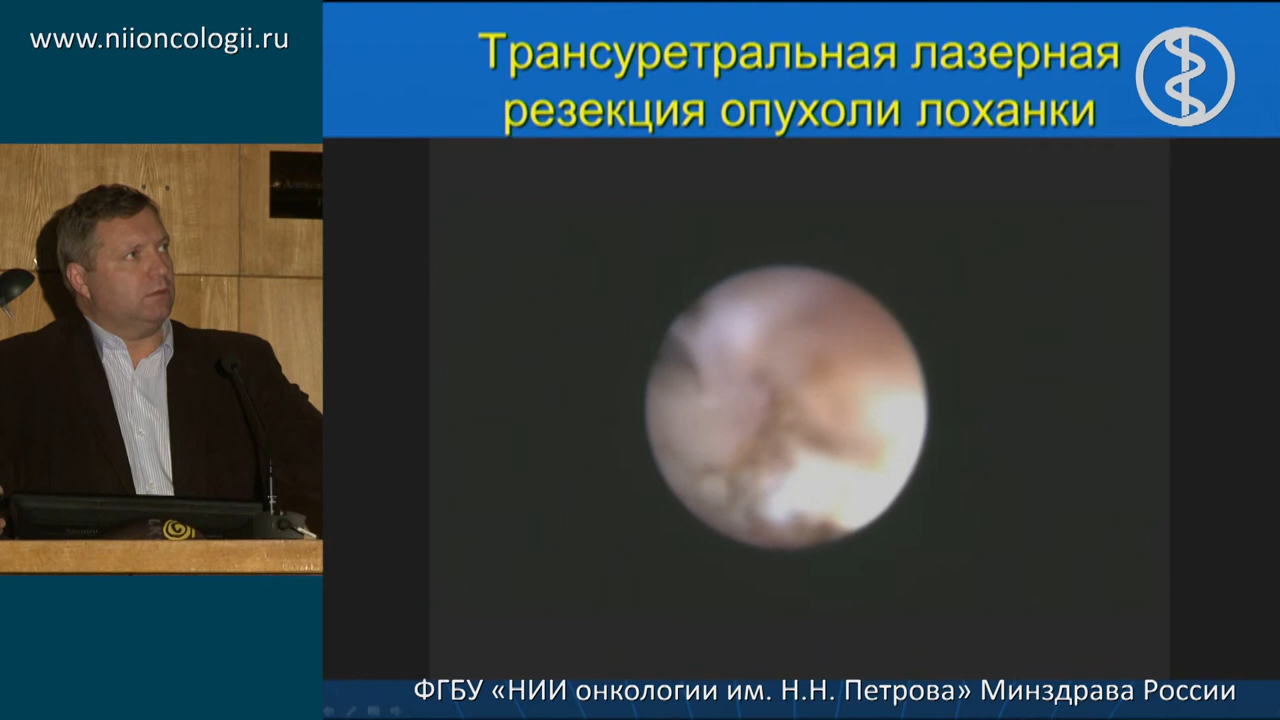 www.niioncologii.ru
Трансуретральная лазерная
резекция опухоли лоханки
ФГБУ «НИИ онкологии им. Н.Н. Петрова» Минздрава России